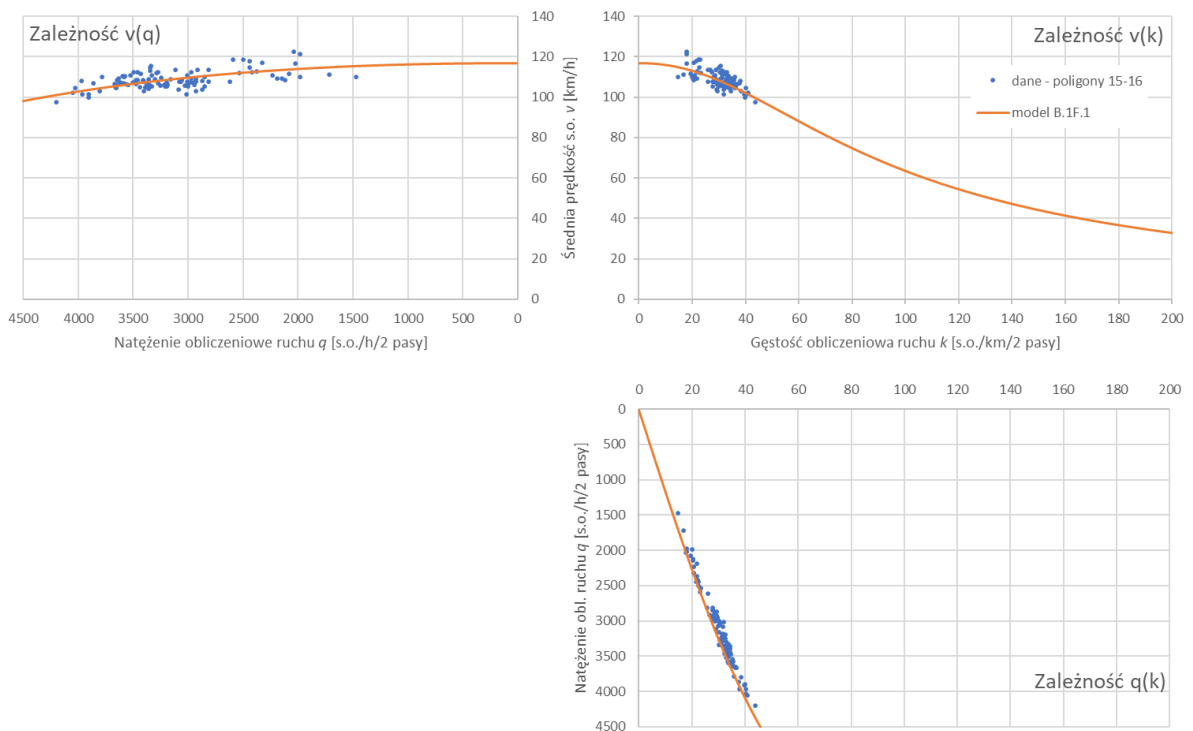 Zależność v(q)
140
120
100
80
60
40
20
0
Średnia prędkość s.o. v [km/h]
4500 4000 3500 3000 2500 2000 1500 1000 500 0
Natężenie obliczeniowe ruchu q [s.o./h/2 pasy]
Zależność v(k)
dane - poligony 15-16
model B.1F.1
140
120
100
80
60
40
20
0
0 20 40 60 80 100 120 140 160 180 200
Gęstość obliczeniowa ruchu k [s.o./km/2 pasy]
0 20 40 60 80 100 120 140 160 180 200
0
500
1000
1500
2000
2500
3000
3500
4000
4500
Natężenie obl. ruchu q [s.o./h/2 pasy]
Zależność q(k)